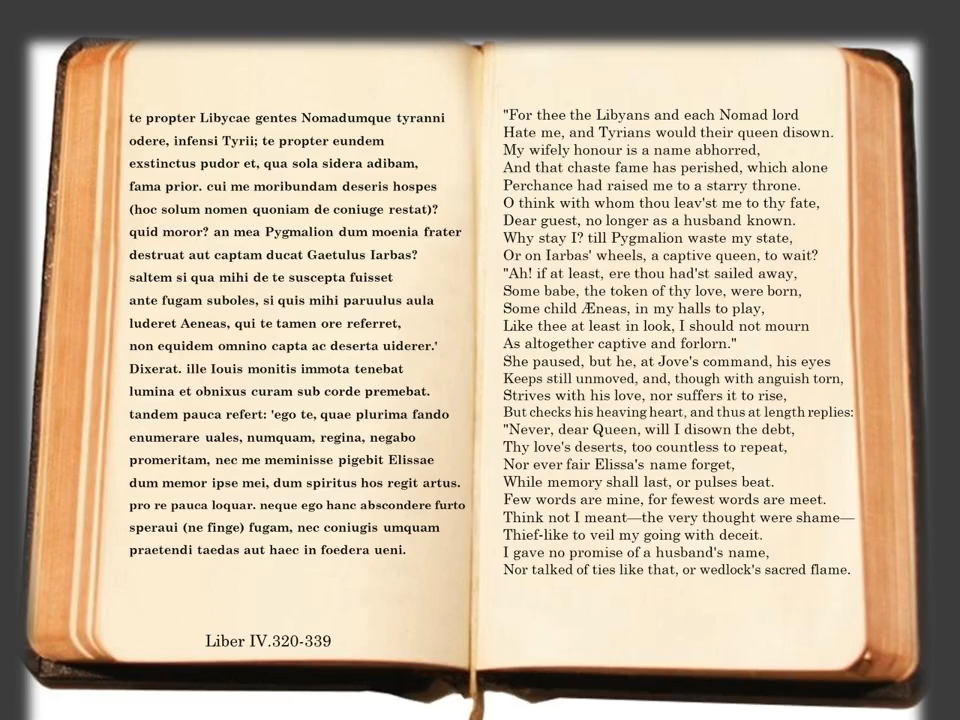 te propter Libycae gentes Nomadumque tyranni
odere, infensi Tyrii; te propter eundem
exstinctus pudor et, qua sola sidera adibam,
fama prior. cui me moribundam deseris hospes
(hoc solum nomen quoniam de coniuge restat)?
quid moror? an mea Pygmalion dum moenia frater
destruat aut captam ducat Gaetulus Iarbas?
saltem si qua mihi de te suscepta fuisset
ante fugam suboles, si quis mihi paruulus aula
luderet Aeneas, qui te tamen ore referret,
non equidem omnino capta ac deserta uiderer.'
Dixerat. ille Iouis monitis immota tenebat
lumina et obnixus curam sub corde premebat.
tandem pauca refert: 'ego te, quae plurima fando
enumerare uales, numquam, regina, negabo
promeritam, nec me meminisse pigebit Elissae
dum memor ipse mei, dum spiritus hos regit artus.
pro re pauca loquar. neque ego hanc abscondere furto
speraui (ne finge) fugam, nec coniugis umquam
praetendi taedas aut haec in foedera ueni.
Liber IV.320-339
"For thee the Libyans and each Nomad lord
Hate me, and Tyrians would their queen disown.
My wifely honour is a name abhorred,
And that chaste fame has perished, which alone
Perchance had raised me to a starry throne.
O think with whom thou leav'st me to thy fate,
Dear guest, no longer as a husband known.
Why stay I? till Pygmalion waste my state,
Or on Iarbas' wheels, a captive queen, to wait?
"Ah! if at least, ere thou had'st sailed away,
Some babe, the token of thy love, were born,
Some child Æneas, in my halls to play,
Like thee at least in look, I should not mourn
As altogether captive and forlorn."
She paused, but he, at Jove's command, his eyes
Keeps still unmoved, and, though with anguish torn,
Strives with his love, nor suffers it to rise,
But checks his heaving heart, and thus at length replies:
"Never, dear Queen, will I disown the debt,
Thy love's deserts, too countless to repeat,
Nor ever fair Elissa's name forget,
While memory shall last, or pulses beat.
Few words are mine, for fewest words are meet.
Think not I meant—the very thought were shame—
Thief-like to veil my going with deceit.
I gave no promise of a husband's name,
Nor talked of ties like that, or wedlock's sacred flame.